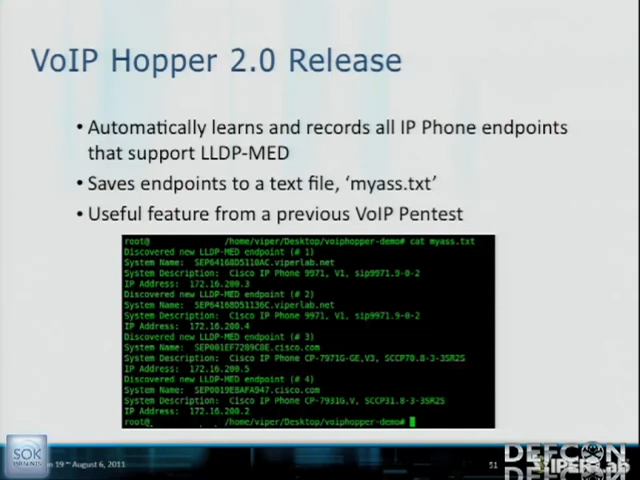 VoIP Hopper 2.0 Release
• Automatically learns and records all IP Phone endpoints
that support LLDP-MED
• Saves endpoints to a text file, ‘myass.txt’
• Useful feature from a previous VoIP Pentest
root@ /home/viper/Desktop/voiphopper-demo# cat myass.txt
Discovered new LLDP-MED endpoint (# 1)
System Name: SEP64168D5110AC.viperlab.net
System Description: Cisco IP Phone 9971, V1, sip9971.9-0-2
IP Address: 172.16.200.3
Discovered new LLDP-MED endpoint (# 2)
System Name: SEP64168D51136C.viperlab.net
System Description: Cisco IP Phone 9971, V1, sip9971.9-0-2
IP Address: 172.16.200.4
Discovered new LLDP-MED endpoint (# 3)
System Name: SEP001EF7289C8E.cisco.com
System Description: Cisco IP Phone CP-7971G-GE,V3, SCCP70.8-3-3SR2S
IP Address: 172.16.200.5
Discovered new LLDP-MED endpoint (# 4)
System Name: SEP0019E8AFA947.cisco.com
System Description: Cisco IP Phone CP-7931G,V, SCCP31.8-3-3SR2S
IP Address: 172.16.200.2
root@ /home/viper/Desktop/voiphopper-demo#
SOK
19 ~ August 6, 2011
51
DEFCON
VIPER Lab